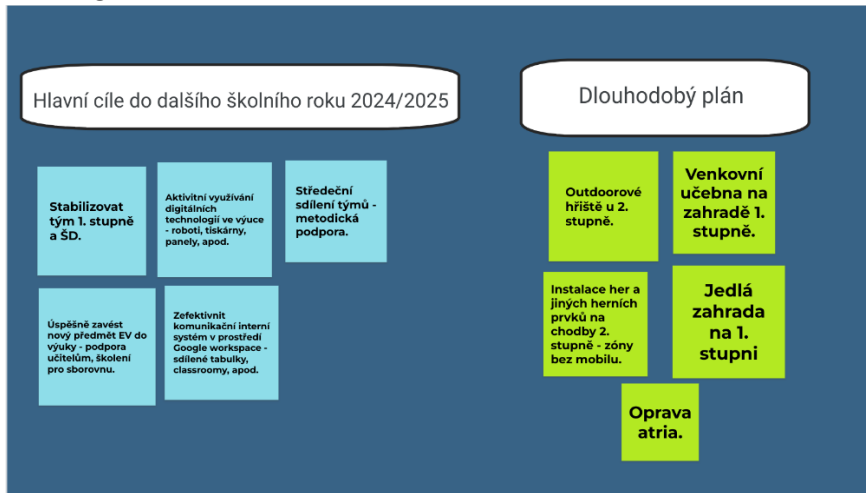 Hlavní cíle do dalšího školního roku 2024/2025
Stabilizovat
tým 1. stupně
a ŠD.
Aktivitní využívání
digitálních
technologií ve výuce
- roboti, tiskárny,
panely, apod.
Středeční
sdílení týmů -
metodická
podpora.
Úspěšně zavést
nový předmět EV do
výuky - podpora
učitelům, školení
pro sborovnu.
Zefektivnit
komunikační interní
systém v prostředí
Google workspace -
sdílené tabulky,
classroomy, apod.
Dlouhodobý plán
Outdoorové
hřiště u 2.
stupně.
Venkovní
učebna na
zahradě 1.
stupně.
Instalace her a
jiných herních
prvků na
chodby 2.
stupně - zóny
bez mobilu.
Jedlá
zahrada
na 1.
stupni
Oprava
atria.